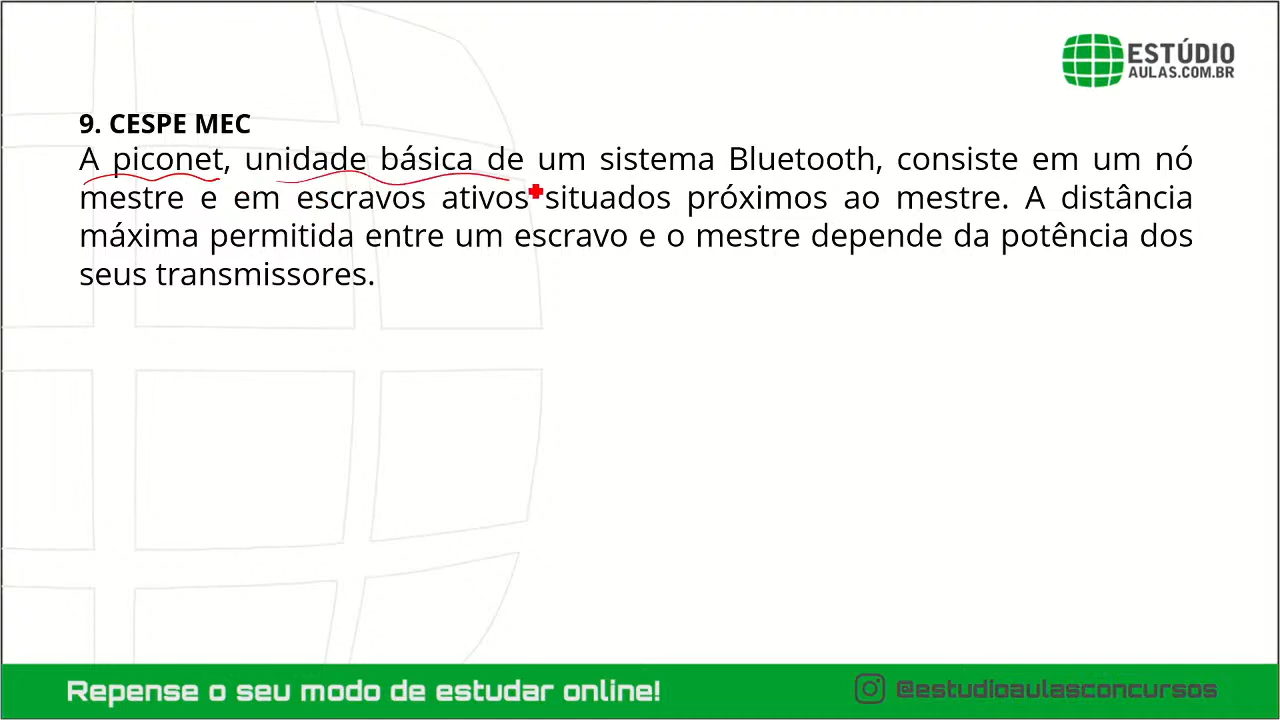 ESTÚDIO
AULAS.COM.BR
9. CESPE MEC
A piconet, unidade básica de um sistema Bluetooth, consiste em um nó
mestre e em escravos ativos situados próximos ao mestre. A distância
máxima permitida entre um escravo e o mestre depende da potência dos
seus transmissores.
Repense o seu modo de estudar online!
@estudioaulasconcursos